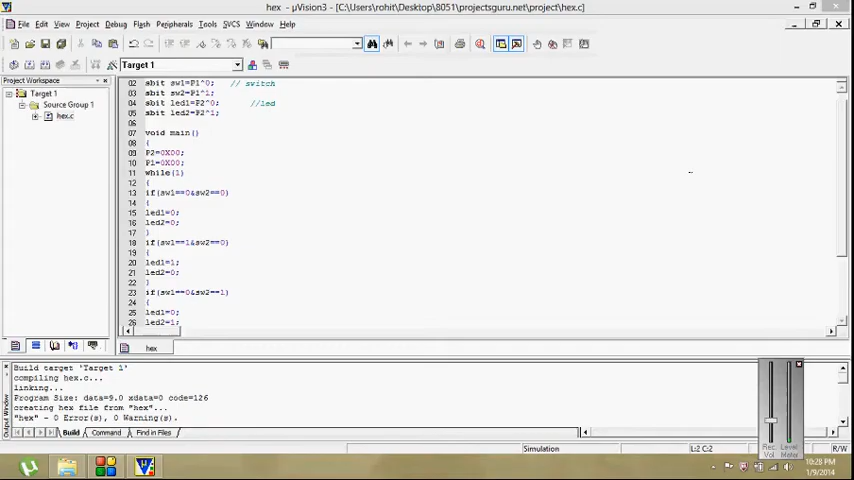 hex - µVision3 - [C:\Users\rohit\Desktop\8051\projectsguru.net\project\hex.c]
File Edit View Project Debug Flash Peripherals Tools SVCS Window Help
Target 1
Project Workspace
Target 1
Source Group 1
hex.c
02 sbit sw1=P1^0; // switch
03 sbit sw2=P1^1;
04 sbit led1=P2^0; //led
05 sbit led2=P2^1;
06
07 void main()
08 {
09 P2=0X00;
10 P1=0X00;
11 while(1)
12 {
13 if(sw1==0&sw2==0)
14 {
15 led1=0;
16 led2=0;
17 }
18 if(sw1==1&sw2==0)
19 {
20 led1=1;
21 led2=0;
22 }
23 if(sw1==0&sw2==1)
24 {
25 led1=0;
26 led2=1;
hex
Output Window
Build target 'Target 1'
compiling hex.c...
linking...
Program Size: data=9.0 xdata=0 code=126
creating hex file from "hex"...
"hex" - 0 Error(s), 0 Warning(s).
Build Command Find in Files
Rec. Vol
Level Meter
Simulation L:2 C:2 R/W
10:28 PM
1/9/2014